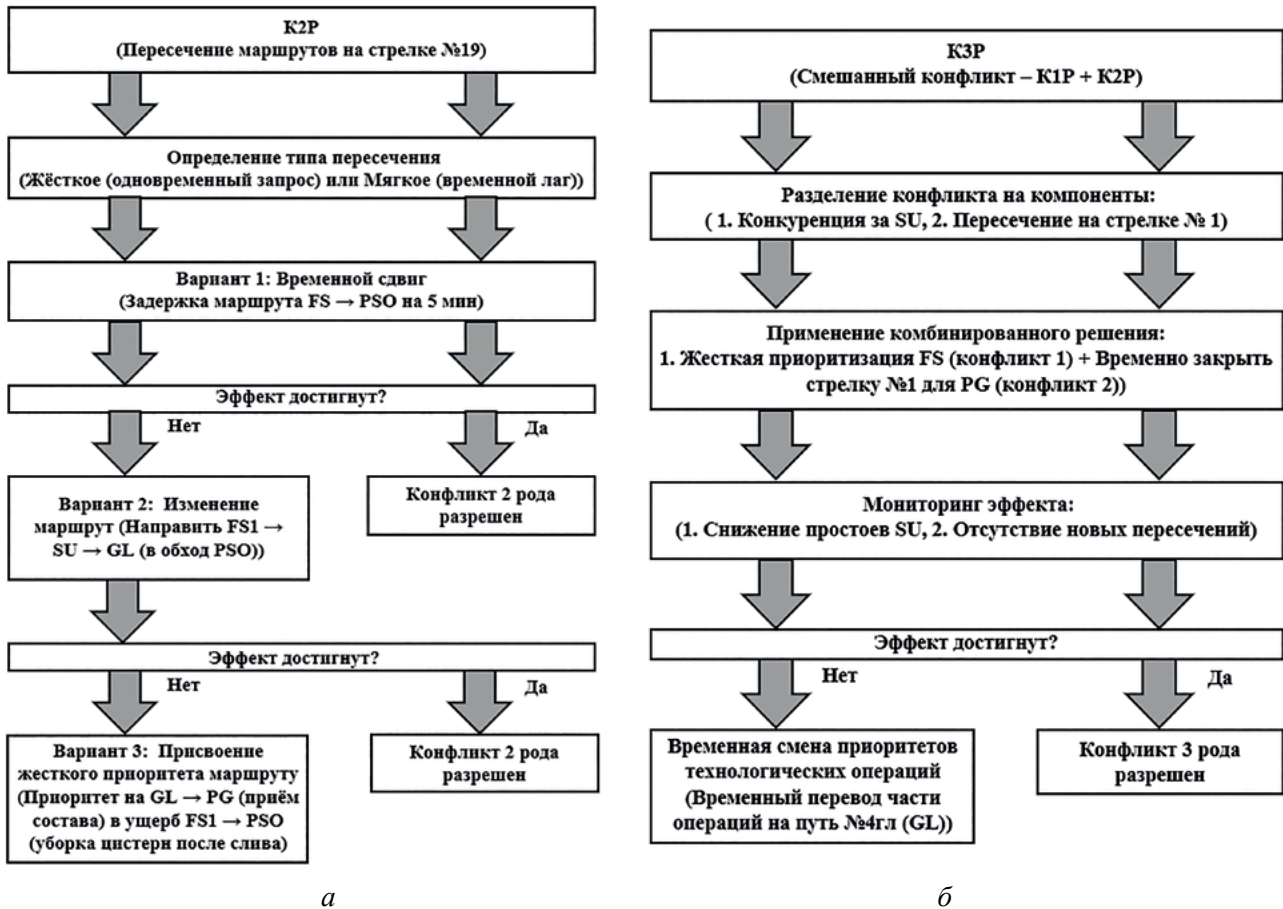 К2Р
(Пересечение маршрутов на стрелке №19)
Определение типа пересечения
(Жёсткое (одновременный запрос) или Мягкое (временной лаг))
Вариант 1: Временной сдвиг
(Задержка маршрута FS → PSO на 5 мин)
Эффект достигнут?
Нет
Да
Вариант 2: Изменение
маршрут (Направить FS1 →
SU → GL (в обход PSO))
Конфликт 2 рода
разрешен
Эффект достигнут?
Нет
Да
Вариант 3: Присвоение
жесткого приоритета маршруту
(Приоритет на GL → PG (приём
состава) в ущерб FS1 → PSO
(уборка цистерн после слива)
Конфликт 2 рода
разрешен
а
К3Р
(Смешанный конфликт – К1Р + К2Р)
Разделение конфликта на компоненты:
( 1. Конкуренция за SU, 2. Пересечение на стрелке № 1)
Применение комбинированного решения:
1. Жесткая приоритизация FS (конфликт 1) + Временно закрыть
стрелку №1 для PG (конфликт 2))
Мониторинг эффекта:
(1. Снижение простоев SU, 2. Отсутствие новых пересечений)
Эффект достигнут?
Нет
Да
Временная смена приоритетов
технологических операций
(Временный перевод части
операций на путь №4гл (GL))
Конфликт 3 рода
разрешен
б